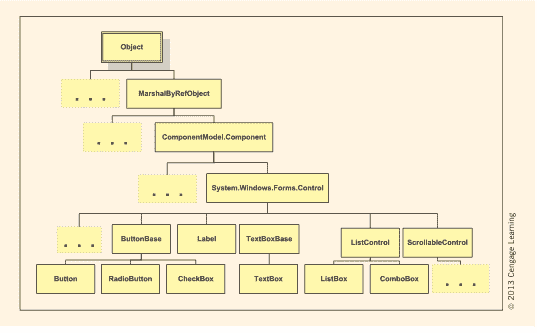 Object
. . .
MarshalByRefObject
. . .
ComponentModel.Component
. . .
System.Windows.Forms.Control
. . .
ButtonBase
Label
TextBoxBase
ListControl
ScrollableControl
Button
RadioButton
CheckBox
TextBox
ListBox
ComboBox
. . .
© 2013 Cengage Learning